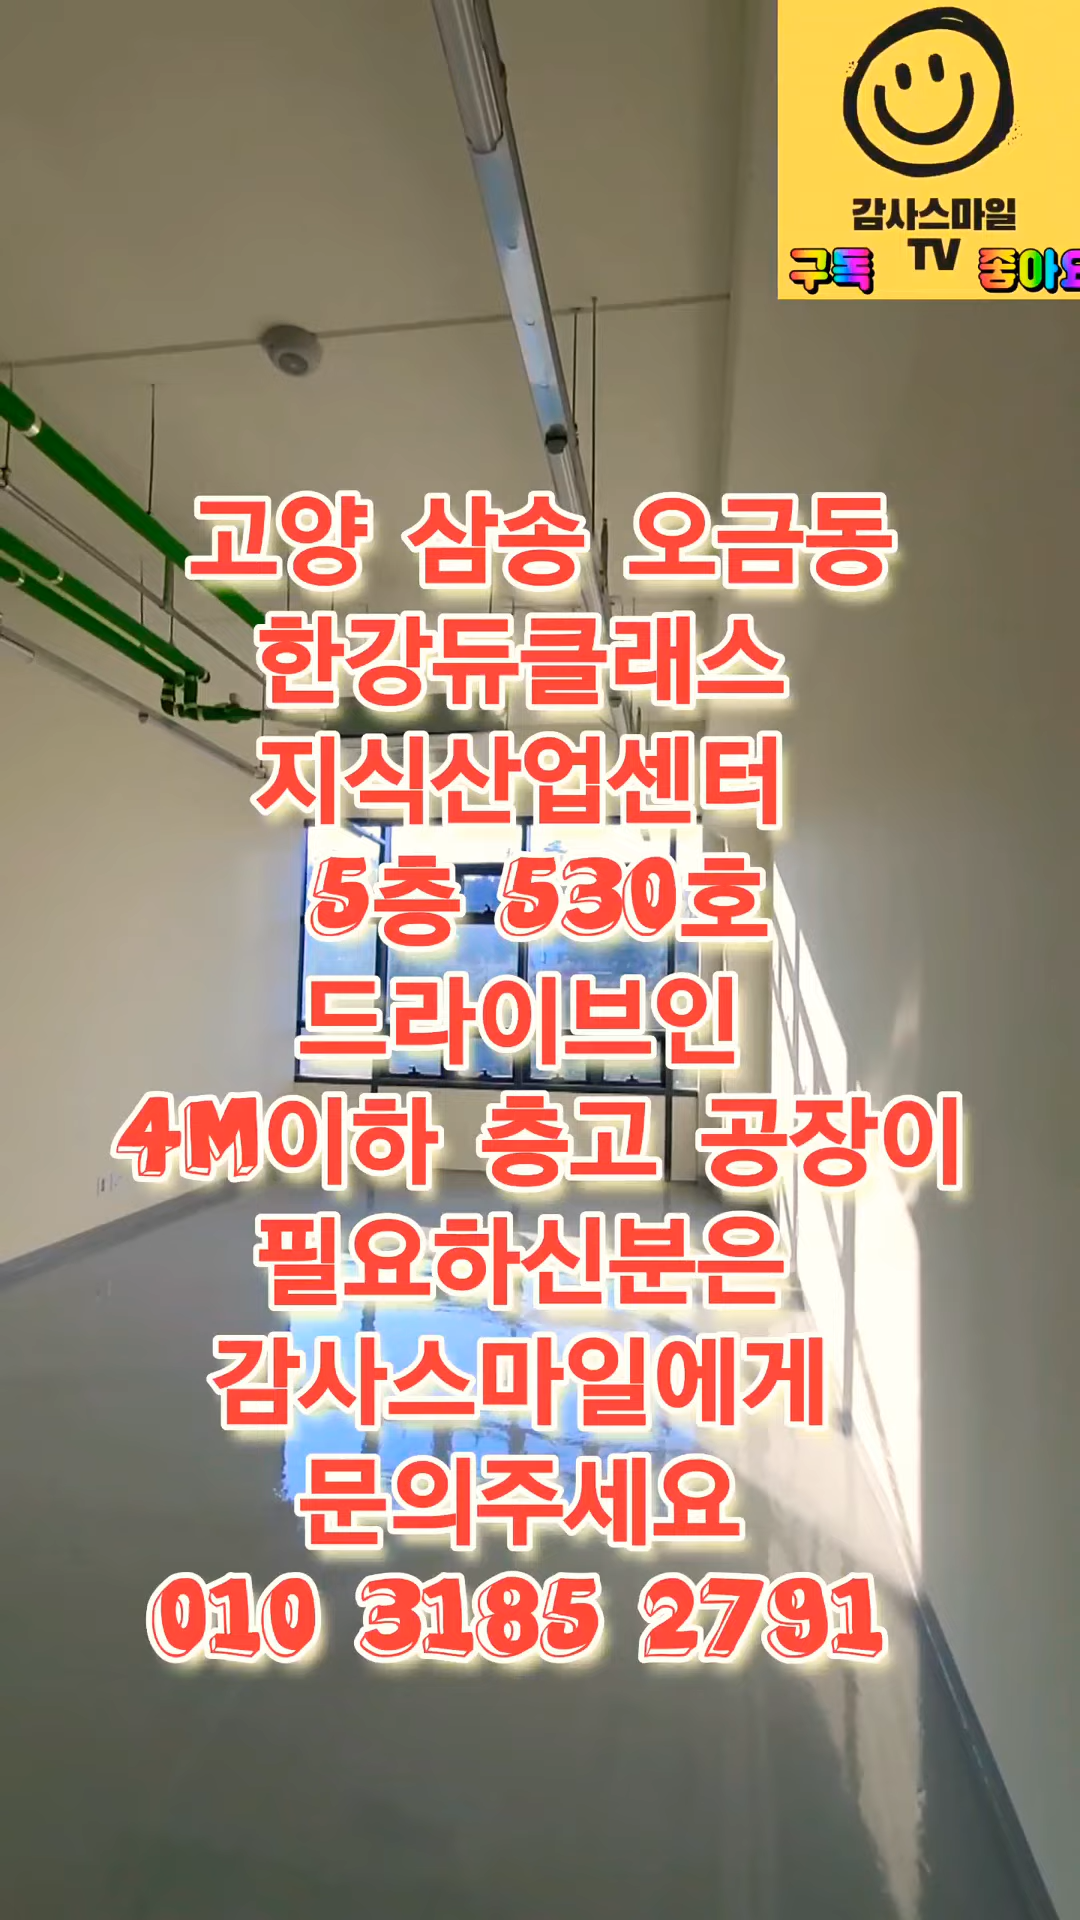 감사스마일
TV
구독 좋아요
고양 삼송 오금동
한강듀클래스
지식산업센터
5층 530호
드라이브인
4M이하 층고 공장이
필요하신분은
감사스마일에게
문의주세요
010 3185 2791